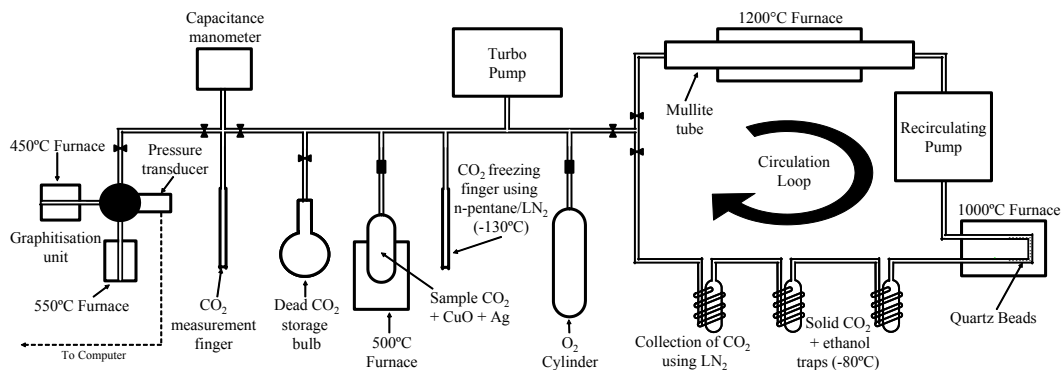 Capacitance
manometer
Turbo
Pump
1200°C Furnace
Mullite
tube
Recirculating
Pump
Circulation
Loop
1000ºC Furnace
Quartz Beads
450ºC Furnace
Pressure
transducer
Graphitisation
unit
550ºC Furnace
To Computer
CO₂
measurement
finger
Dead CO₂
storage
bulb
500ºC
Furnace
Sample CO₂
+ CuO + Ag
CO₂ freezing
finger using
n-pentane/LN₂
(-130ºC)
O₂
Cylinder
Collection of CO₂
using LN₂
Solid CO₂
+ ethanol
traps (-80ºC)